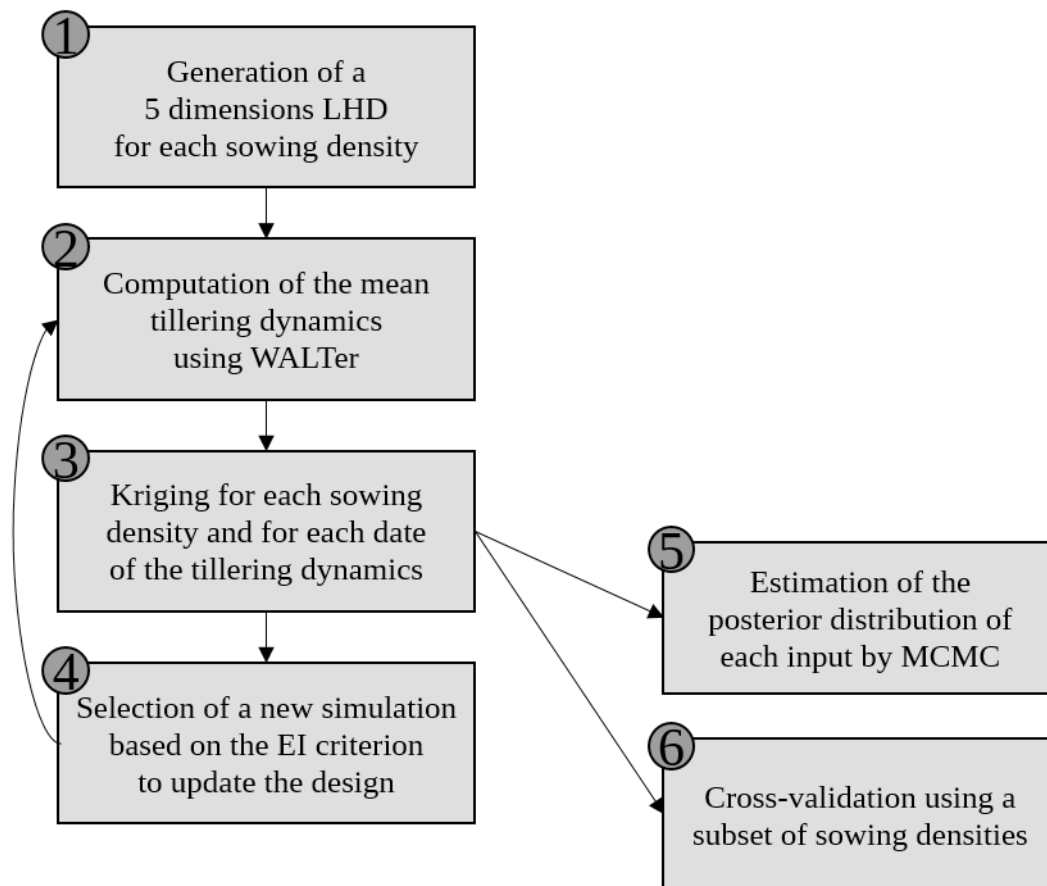 1
Generation of a
5 dimensions LHD
for each sowing density
2
Computation of the mean
tillering dynamics
using WALTer
3
Kriging for each sowing
density and for each date
of the tillering dynamics
4
Selection of a new simulation
based on the EI criterion
to update the design
5
Estimation of the
posterior distribution of
each input by MCMC
6
Cross-validation using a
subset of sowing densities